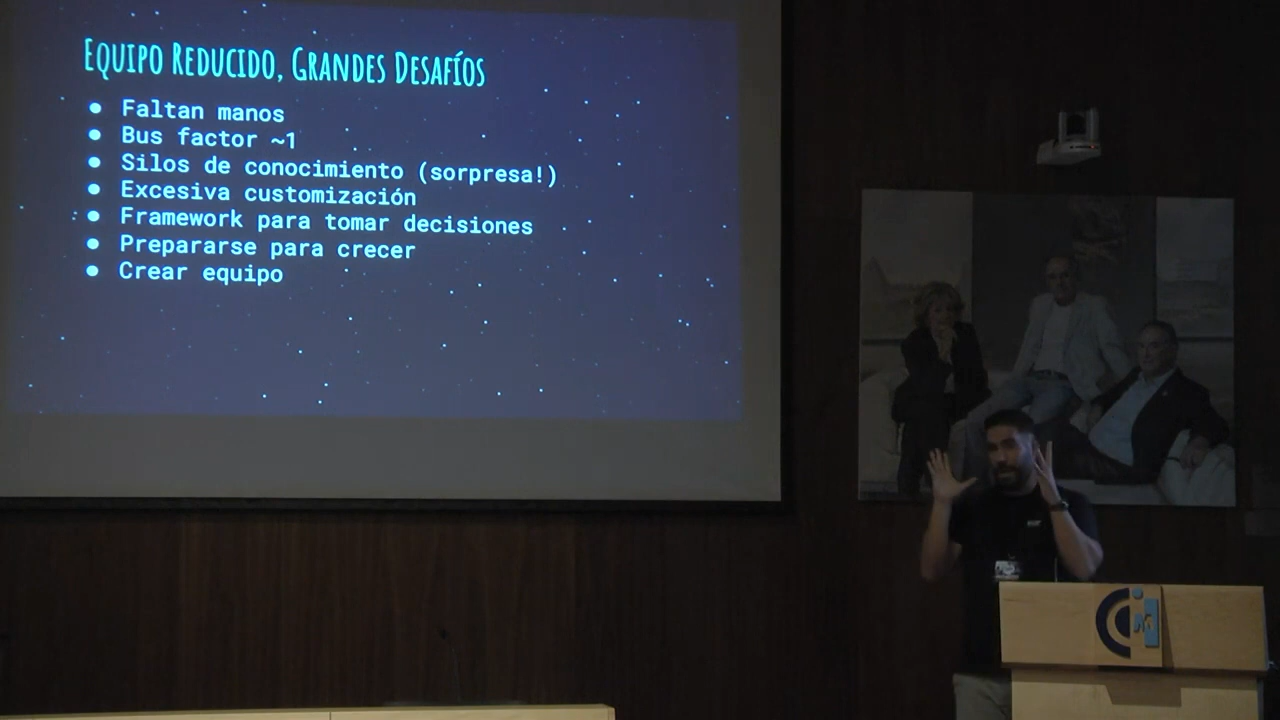 EQUIPO REDUCIDO, GRANDES DESAFÍOS
● Faltan manos
● Bus factor ~1
● Silos de conocimiento (sorpresa!)
● Excesiva customización
● Framework para tomar decisiones
● Prepararse para crecer
● Crear equipo